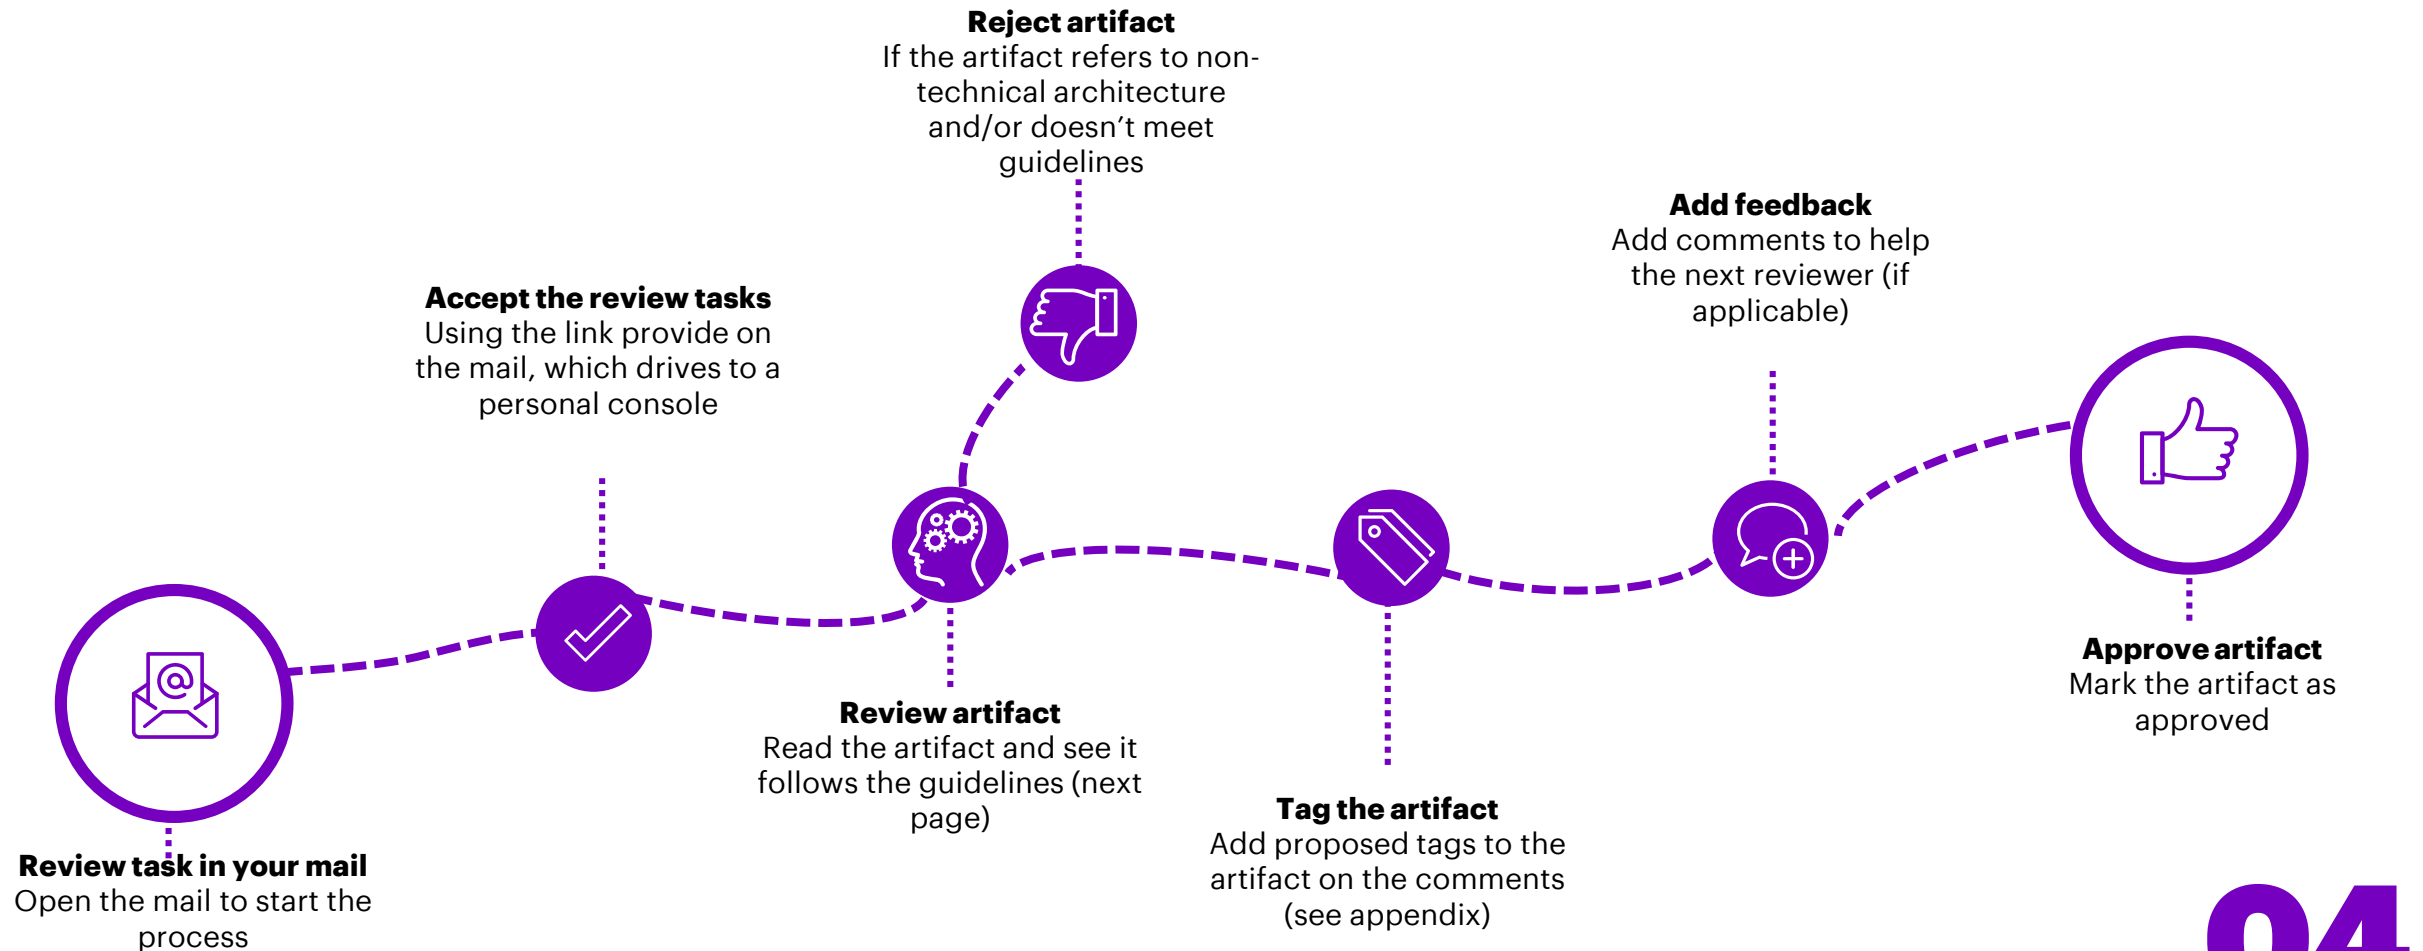 Reject artifact
If the artifact refers to non-
technical architecture
and/or doesn’t meet
guidelines
Add feedback
Add comments to help
the next reviewer (if
applicable)
Accept the review tasks
Using the link provide on
the mail, which drives to a
personal console
Approve artifact
Mark the artifact as
approved
Review artifact
Read the artifact and see it
follows the guidelines (next
page)
Tag the artifact
Add proposed tags to the
artifact on the comments
(see appendix)
Review task in your mail
Open the mail to start the
process
04